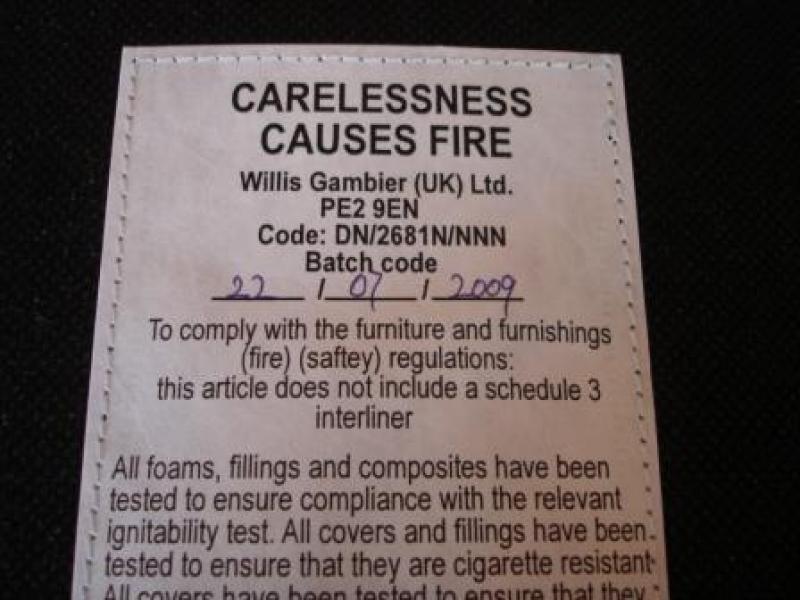 CARELESSNESS
CAUSES FIRE
Willis Gambier (UK) Ltd.
PE2 9EN
Code: DN/2681N/NNN
Batch code
22 / 07 / 2009
To comply with the furniture and furnishings
(fire) (saftey) regulations:
this article does not include a schedule 3
interliner
All foams, fillings and composites have been
tested to ensure compliance with the relevant
ignitability test. All covers and fillings have been
tested to ensure that they are cigarette resistant
All covers have been tested to ensure that they